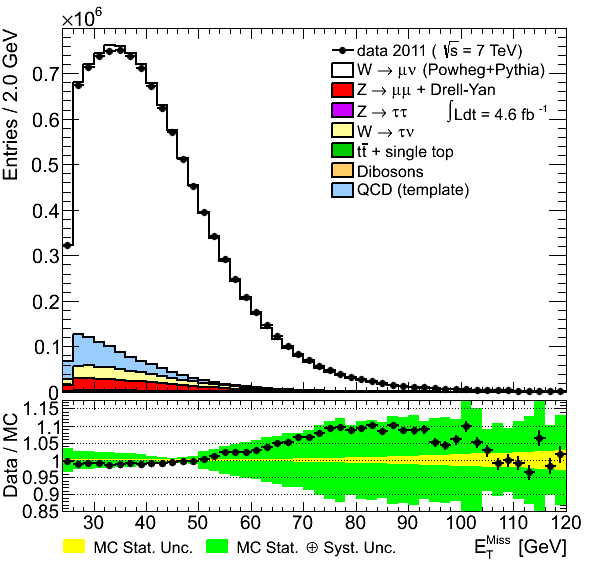 ×10⁶
Entries / 2.0 GeV
0.7
0.6
0.5
0.4
0.3
0.2
0.1
0
data 2011 ( √s = 7 TeV)
W → μν (Powheg+Pythia)
Z → μμ + Drell-Yan
Z → ττ
∫Ldt = 4.6 fb⁻¹
W → τν
tt̄ + single top
Dibosons
QCD (template)
Data / MC
1.15
1.1
1.05
1
0.95
0.9
0.85
30 40 50 60 70 80 90 100 110 120
MC Stat. Unc.
MC Stat. ⊕ Syst. Unc.
E_T^Miss [GeV]